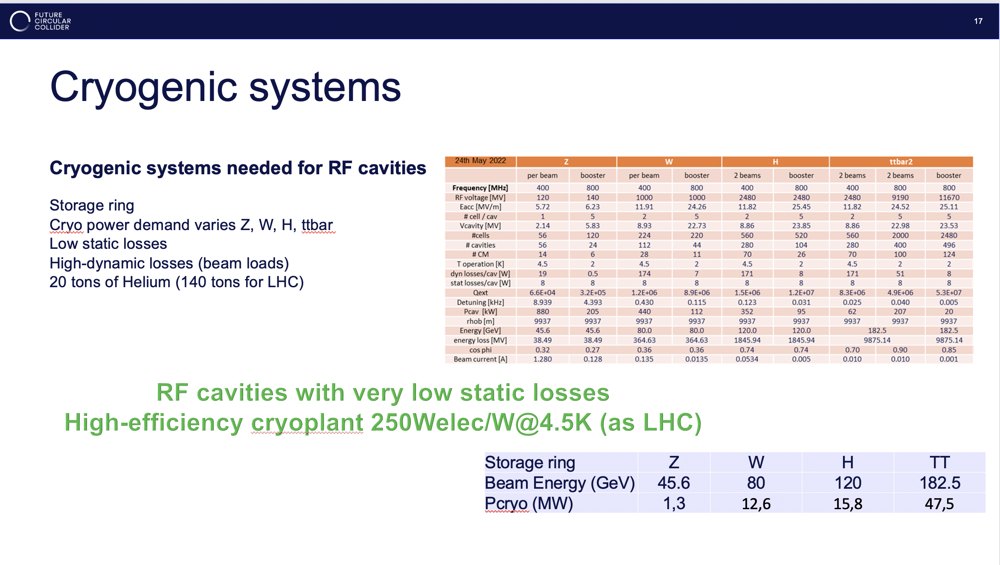 FUTURE
CIRCULAR
COLLIDER
17
Cryogenic systems
Cryogenic systems needed for RF cavities
Storage ring
Cryo power demand varies Z, W, H, ttbar
Low static losses
High-dynamic losses (beam loads)
20 tons of Helium (140 tons for LHC)
24th May 2022 Z W H ttbar2
per beam booster per beam booster 2 beams booster 2 beams 2 beams booster
Frequency [MHz] 400 800 400 800 400 800 400 800 800
RF voltage [MV] 120 140 1000 1000 2480 2480 2480 9190 11670
Eacc [MV/m] 5.72 6.23 11.91 24.26 11.82 25.45 11.82 24.52 25.11
# cell / cav 1 5 2 5 2 5 2 5 5
Vcavity [MV] 2.14 5.83 8.93 22.73 8.86 23.85 8.86 22.98 23.53
#cells 56 120 224 220 560 520 560 2000 2480
# cavities 56 24 112 44 280 104 280 400 496
# CM 14 6 28 11 70 26 70 100 124
T operation [K] 4.5 2 4.5 2 4.5 2 4.5 2 2
dyn losses/cav [W] 19 0.5 174 7 171 8 171 51 8
stat losses/cav [W] 8 8 8 8 8 8 8 8 8
Qext 6.6E+04 3.2E+05 1.2E+06 8.9E+06 1.5E+06 1.2E+07 8.3E+06 4.9E+06 5.3E+07
Detuning [kHz] 8.939 4.393 0.430 0.115 0.123 0.031 0.025 0.040 0.005
Pcav [kW] 880 205 440 112 352 95 62 207 20
rhob [m] 9937 9937 9937 9937 9937 9937 9937 9937 9937
Energy [GeV] 45.6 45.6 80.0 80.0 120.0 120.0 182.5 182.5
energy loss [MV] 38.49 38.49 364.63 364.63 1845.94 1845.94 9875.14 9875.14
cos phi 0.32 0.27 0.36 0.36 0.74 0.74 0.70 0.90 0.85
Beam current [A] 1.280 0.128 0.135 0.0135 0.0534 0.005 0.010 0.010 0.001
RF cavities with very low static losses
High-efficiency cryoplant 250Welec/W@4.5K (as LHC)
Storage ring Z W H TT
Beam Energy (GeV) 45.6 80 120 182.5
Pcryo (MW) 1,3 12,6 15,8 47,5